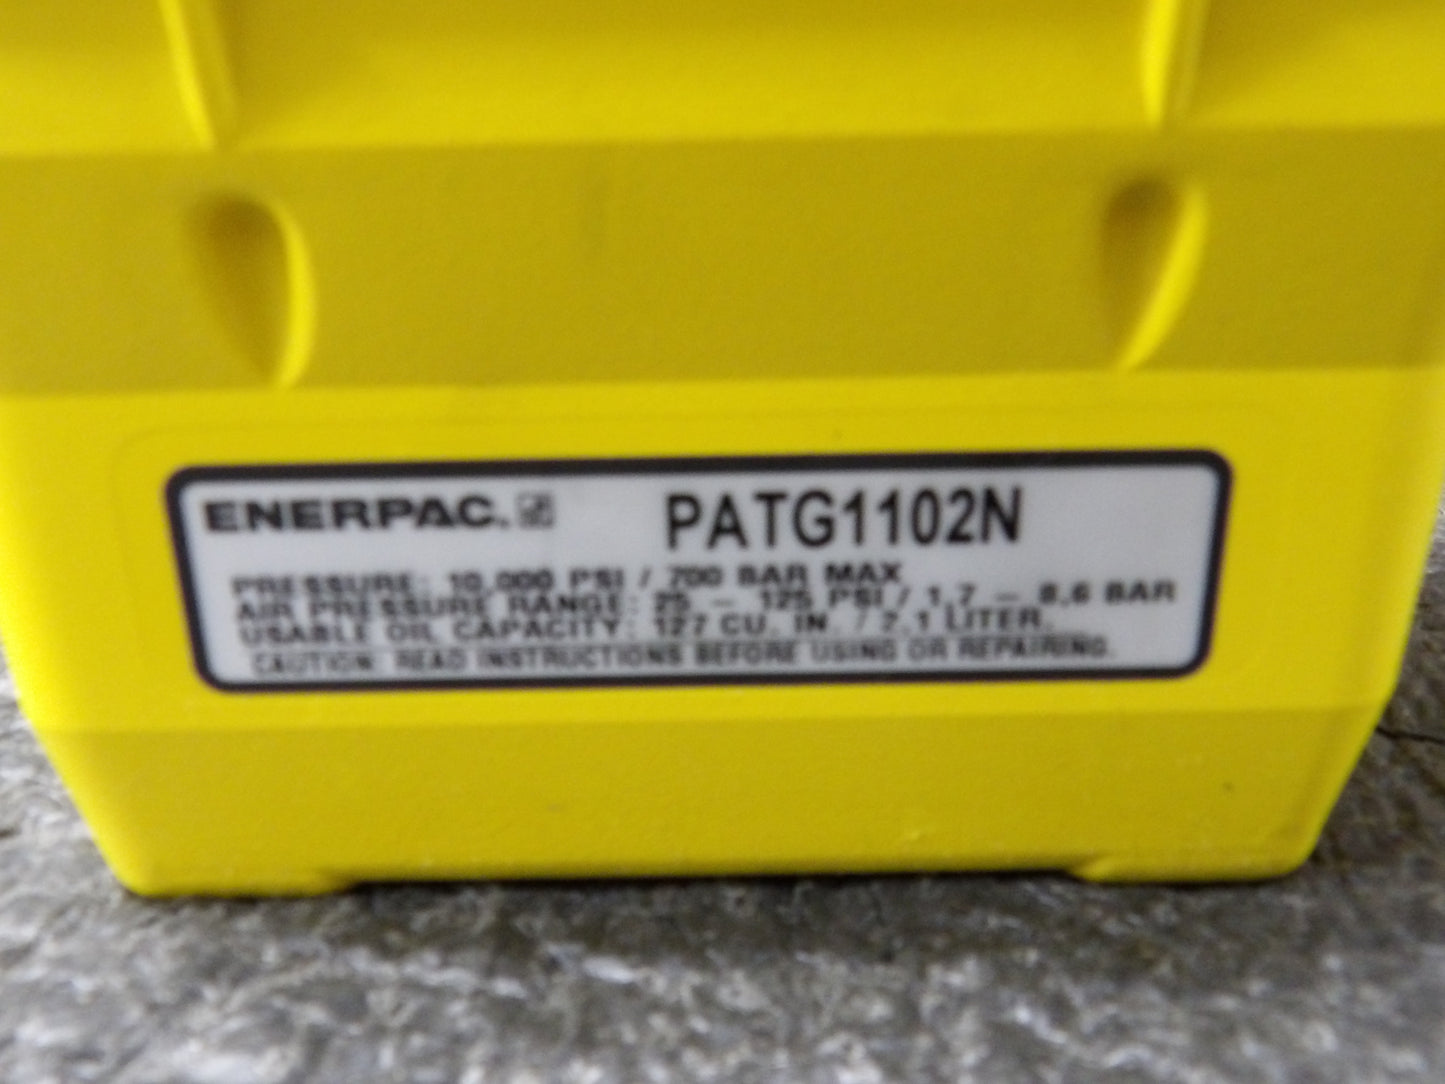 ENERPAC. PATG1102N
PRESSURE: 10,000 PSI / 700 BAR MAX
AIR PRESSURE RANGE: 25 - 125 PSI / 1,7 - 8,6 BAR
USABLE OIL CAPACITY: 127 CU. IN. / 2,1 LITER.
CAUTION: READ INSTRUCTIONS BEFORE USING OR REPAIRING.